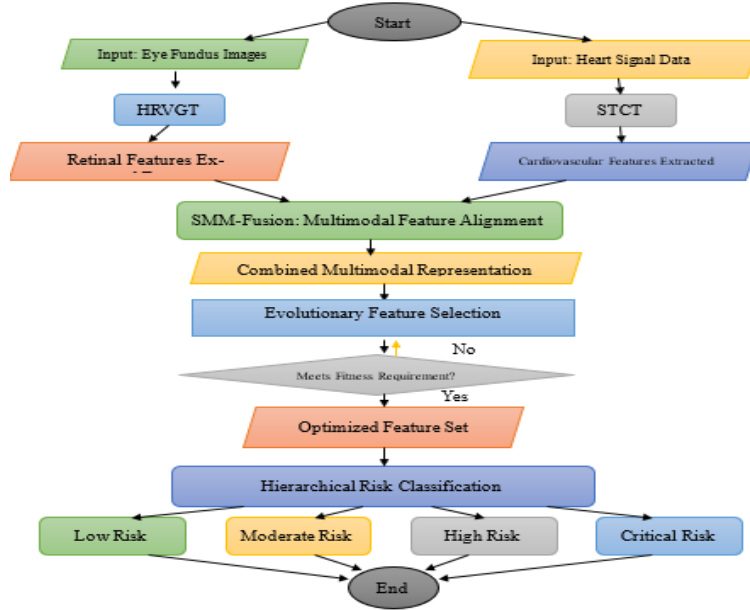 Start
Input: Eye Fundus Images
Input: Heart Signal Data
HRVGT
STCT
Retinal Features Ex-
Cardiovascular Features Extracted
SMM-Fusion: Multimodal Feature Alignment
Combined Multimodal Representation
Evolutionary Feature Selection
No
Meets Fitness Requirement?
Yes
Optimized Feature Set
Hierarchical Risk Classification
Low Risk
Moderate Risk
High Risk
Critical Risk
End